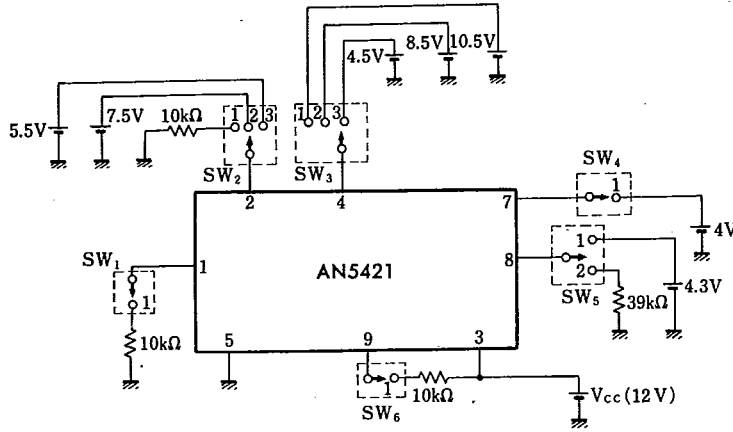 8.5V 10.5V
4.5V
7.5V
5.5V
10kΩ
1 2 3
SW2
1 2 3
SW3
2
4
7
SW4
1
4V
1
AN5421
8
1
2
SW5
4.3V
39kΩ
SW1
1
10kΩ
5
9
3
1
SW6
10kΩ
Vcc(12V)